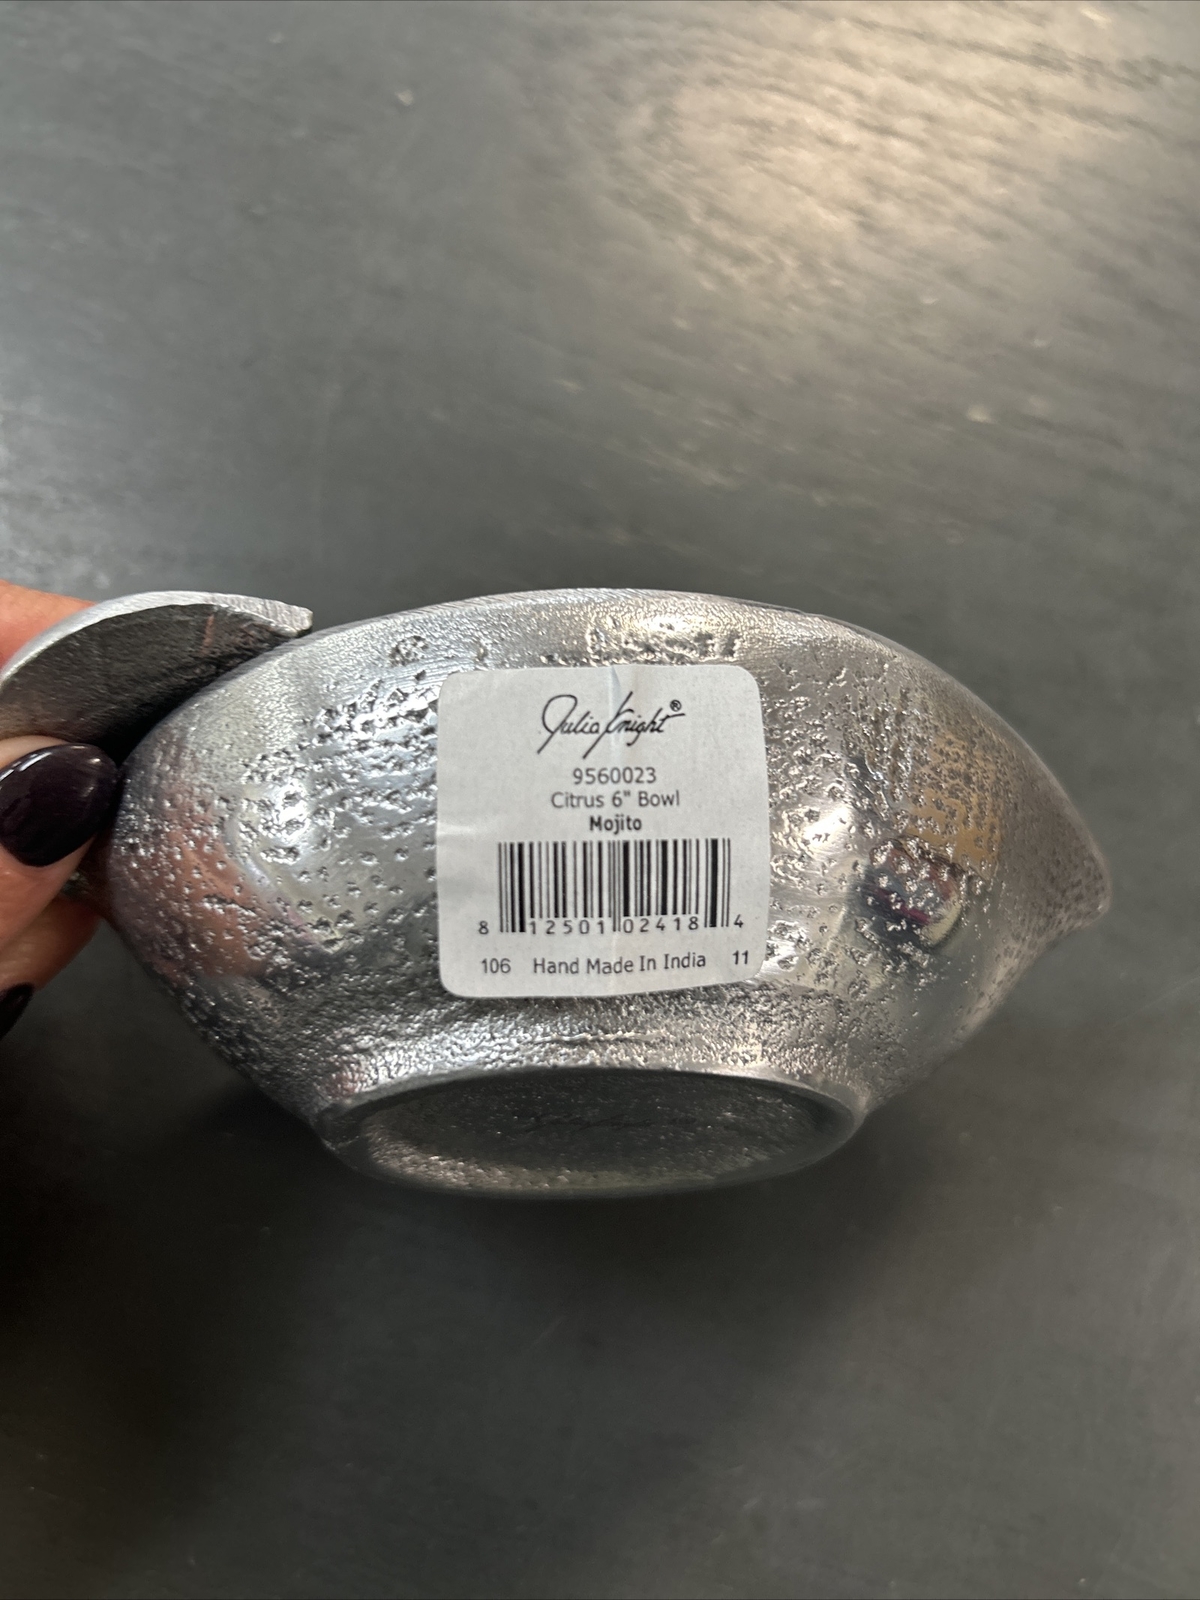 Julia Knight®
9560023
Citrus 6" Bowl
Mojito
8 12501 02418 4
106 Hand Made In India 11